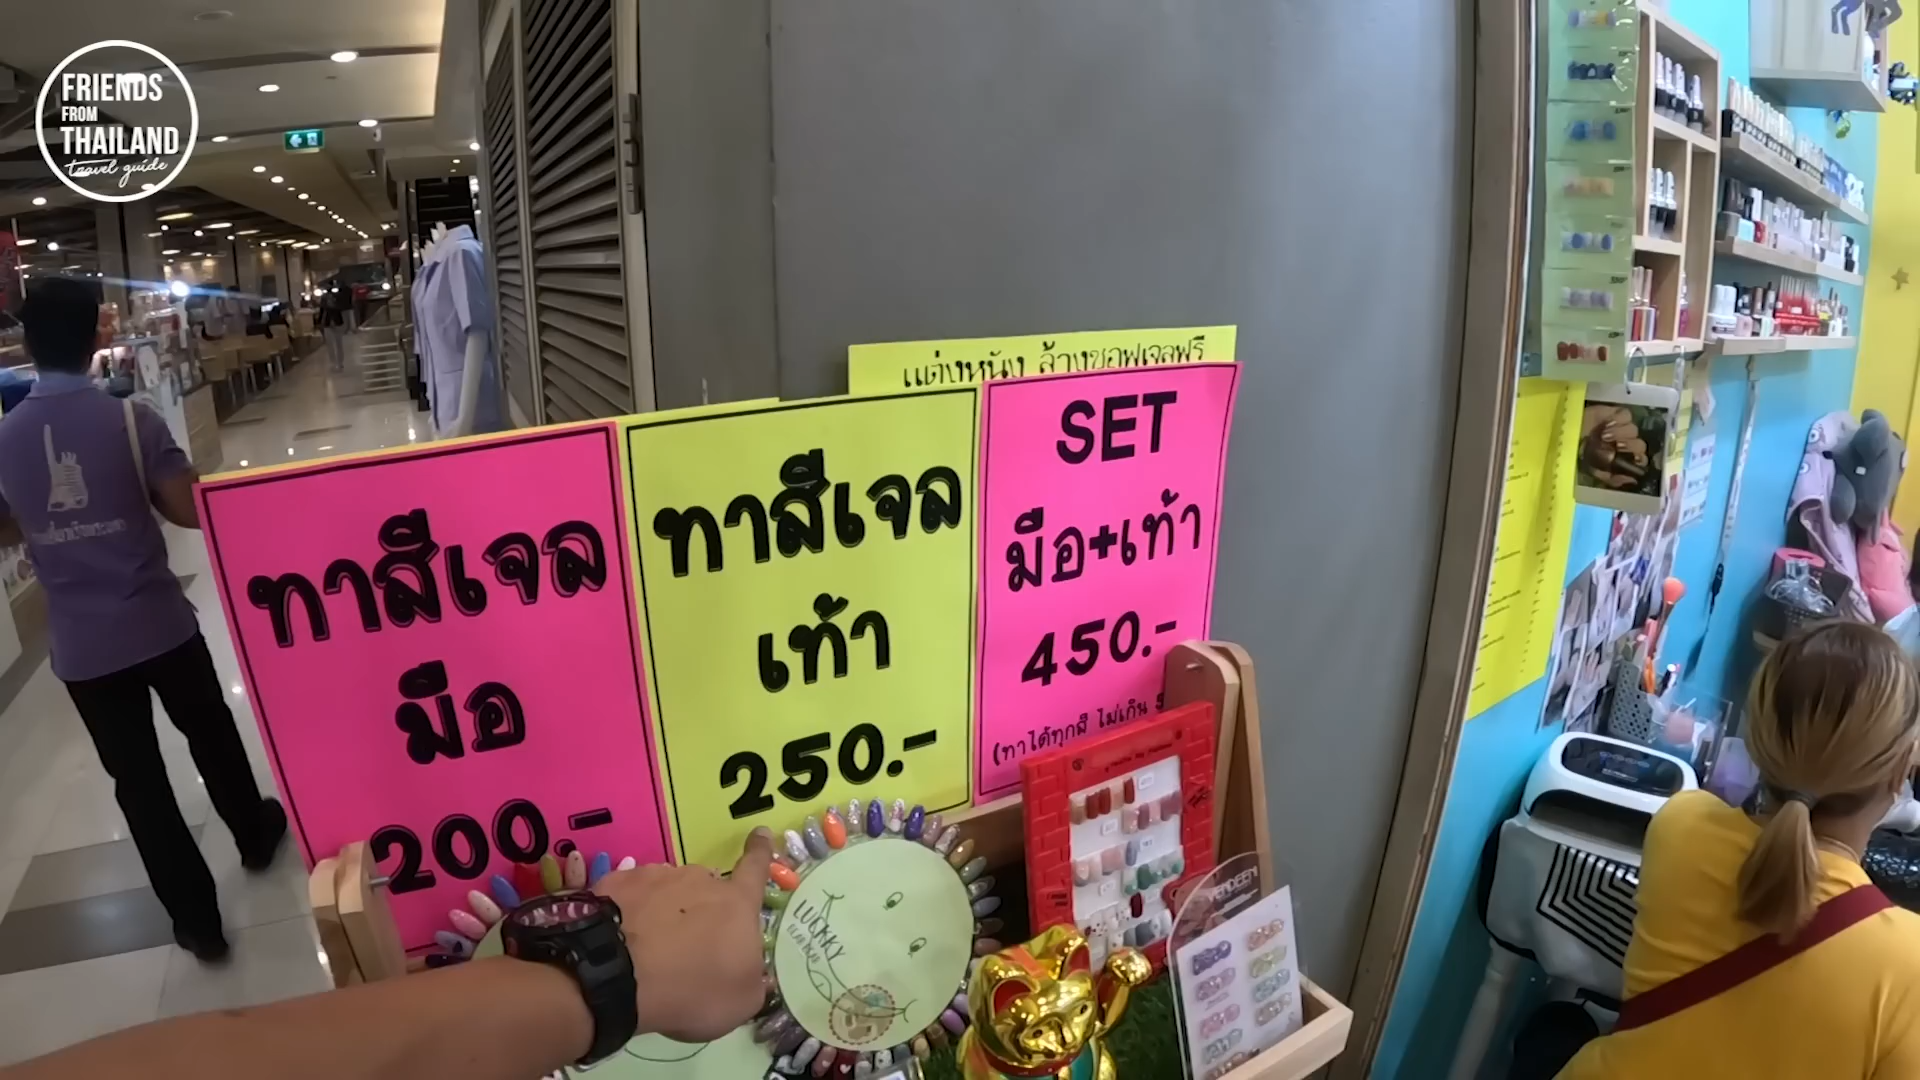 FRIENDS
FROM
THAILAND
travel guide
แต่งหนัง ล้างชอฟเจลฟรี
ทาสีเจล
มือ
200.-
ทาสีเจล
เท้า
250.-
SET
มือ+เท้า
450.-
(ทาได้ทุกสี ไม่เกิน 5
LUCKKY